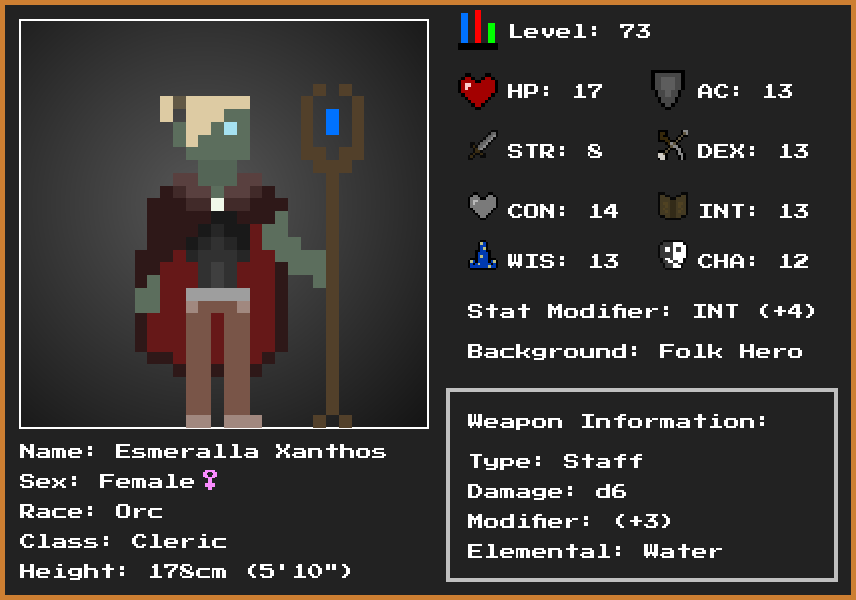 Level: 73
HP: 17 AC: 13
STR: 8 DEX: 13
CON: 14 INT: 13
WIS: 13 CHA: 12
Stat Modifier: INT (+4)
Background: Folk Hero
Weapon Information:
Type: Staff
Damage: d6
Modifier: (+3)
Elemental: Water
Name: Esmeralla Xanthos
Sex: Female♀
Race: Orc
Class: Cleric
Height: 178cm (5'10")